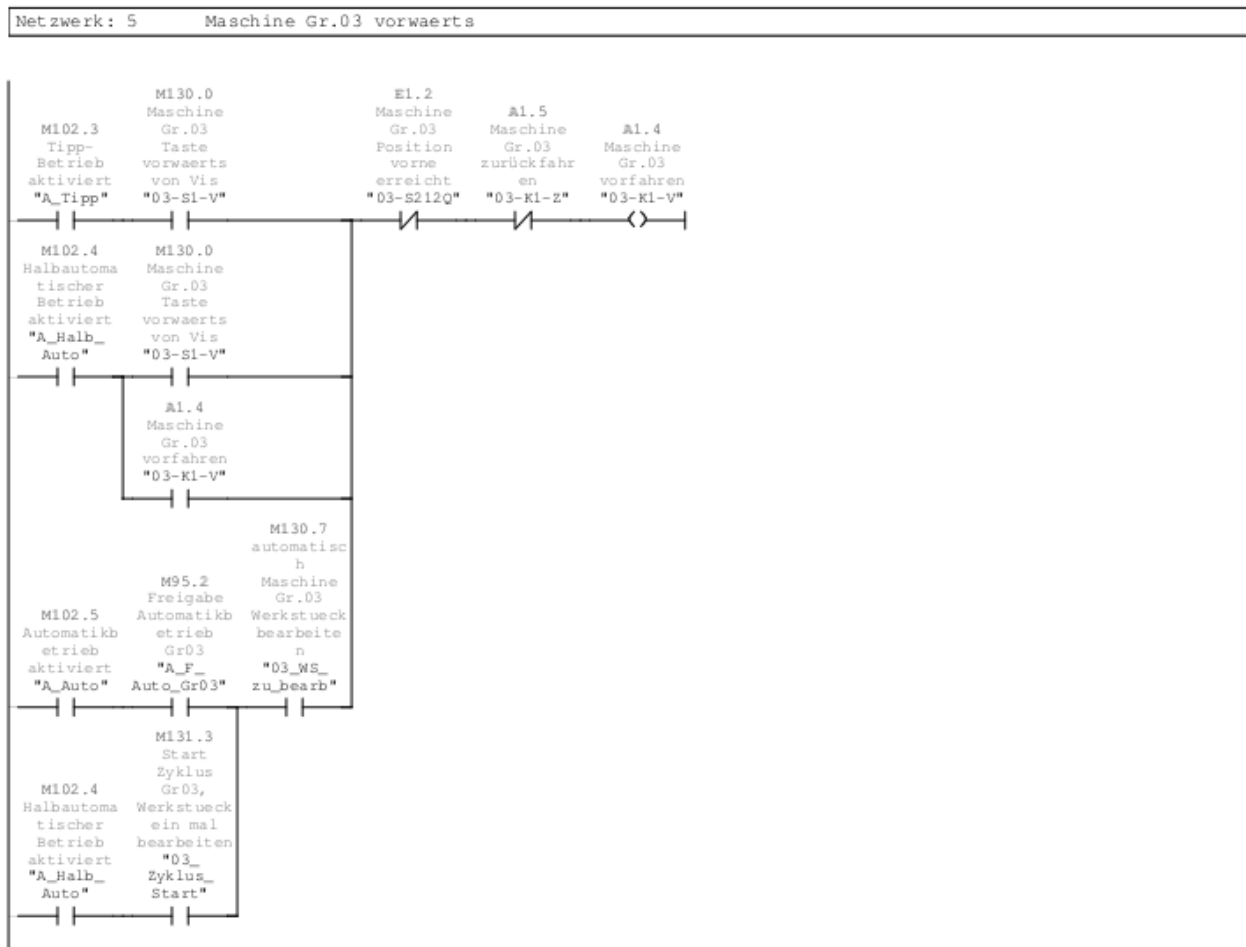 Netzwerk: 5 Maschine Gr.03 vorwaerts
M102.3
Tipp-
Betrieb
aktiviert
"A_Tipp"
M130.0
Maschine
Gr.03
Taste
vorwaerts
von Vis
"03-S1-V"
E1.2
Maschine
Gr.03
Position
vorne
erreicht
"03-S212Q"
A1.5
Maschine
Gr.03
zurückfahr
en
"03-K1-Z"
A1.4
Maschine
Gr.03
vorfahren
"03-K1-V"
M102.4
Halbautoma
tischer
Betrieb
aktiviert
"A_Halb_
Auto"
M130.0
Maschine
Gr.03
Taste
vorwaerts
von Vis
"03-S1-V"
A1.4
Maschine
Gr.03
vorfahren
"03-K1-V"
M102.5
Automatikb
etrieb
aktiviert
"A_Auto"
M95.2
Freigabe
Automatikb
etrieb
Gr03
"A_F_
Auto_Gr03"
M130.7
automatisc
h
Maschine
Gr.03
Werkstueck
bearbeite
n
"03_WS_
zu_bearb"
M102.4
Halbautoma
tischer
Betrieb
aktiviert
"A_Halb_
Auto"
M131.3
Start
Zyklus
Gr03,
Werkstueck
ein mal
bearbeiten
"03_
Zyklus_
Start"